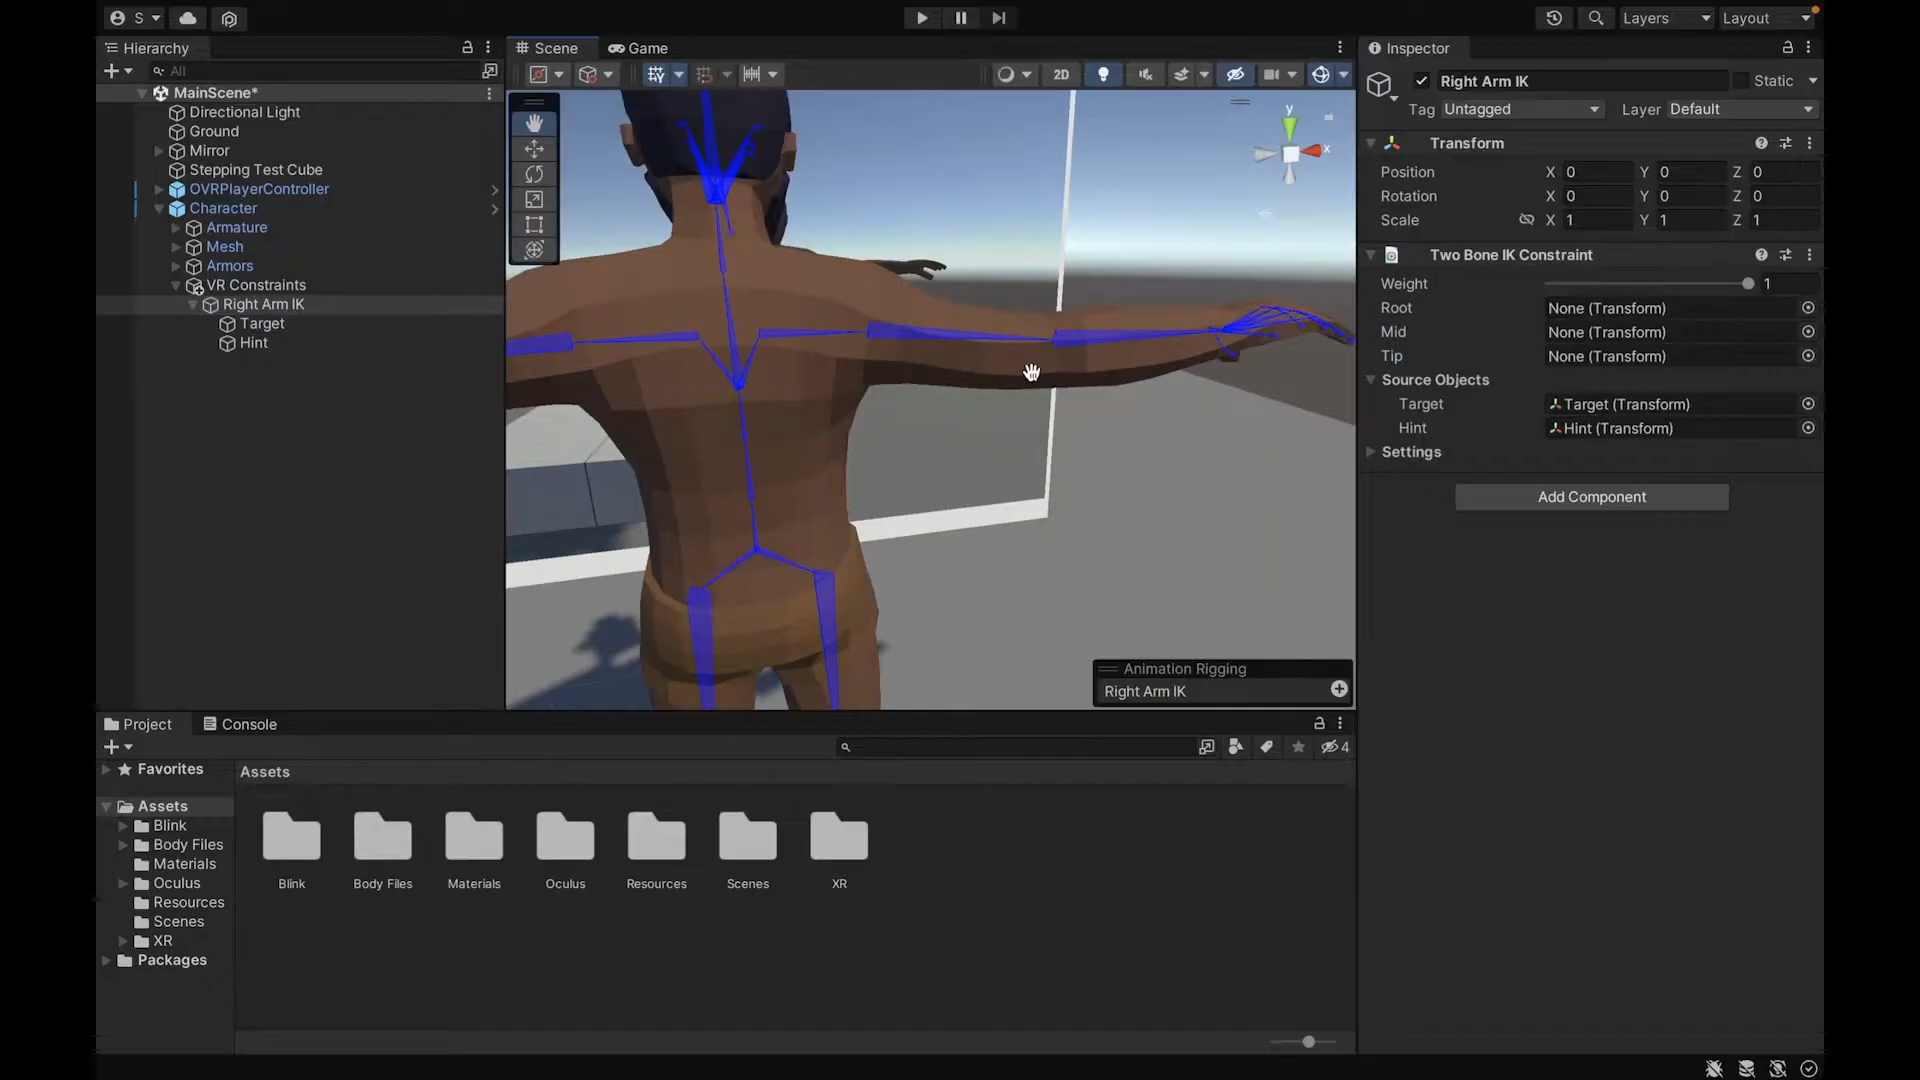 S
Layers
Layout
Hierarchy
All
MainScene*
Directional Light
Ground
Mirror
Stepping Test Cube
OVRPlayerController
Character
Armature
Mesh
Armors
VR Constraints
Right Arm IK
Target
Hint
Scene
Game
2D
y
x
Animation Rigging
Right Arm IK
Inspector
Right Arm IK
Static
Tag Untagged
Layer Default
Transform
Position X 0 Y 0 Z 0
Rotation X 0 Y 0 Z 0
Scale X 1 Y 1 Z 1
Two Bone IK Constraint
Weight 1
Root None (Transform)
Mid None (Transform)
Tip None (Transform)
Source Objects
Target Target (Transform)
Hint Hint (Transform)
Settings
Add Component
Project
Console
4
Favorites
Assets
Blink
Body Files
Materials
Oculus
Resources
Scenes
XR
Packages
Assets
Blink
Body Files
Materials
Oculus
Resources
Scenes
XR